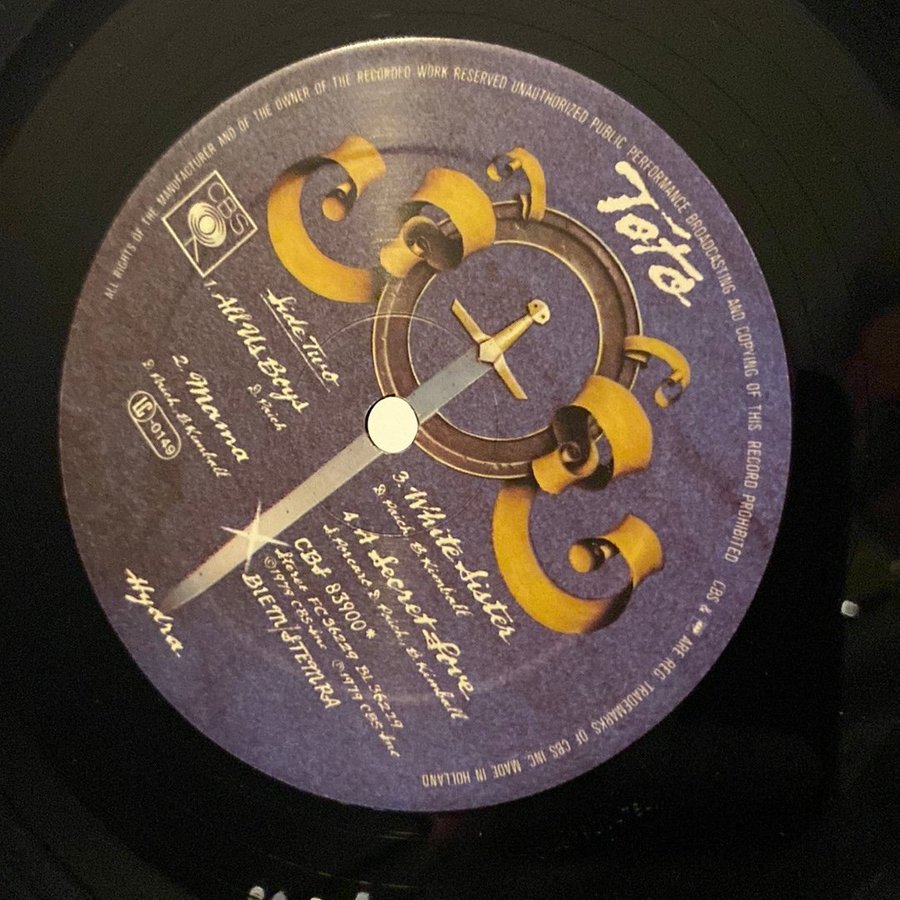 ALL RIGHTS OF THE MANUFACTURER AND OF THE OWNER OF THE RECORDED WORK RESERVED UNAUTHORIZED PUBLIC PERFORMANCE BROADCASTING AND COPYING OF THIS RECORD PROHIBITED
Toto
CBS
Side Two
1. All Us Boys
D. Paich
2. Mama
D. Paich, B. Kimball
LC-0149
3. White Sister
D. Paich, B. Kimball
4. A Secret Love
J. Porcaro D. Paich, B. Kimball
CBS 83900*
Stereo FC 36229 BL 36229
©1979 CBS Inc ℗1979 CBS Inc
BIEM/STEMRA
Hydra
CBS & ARE REG. TRADEMARKS OF CBS INC. MADE IN HOLLAND